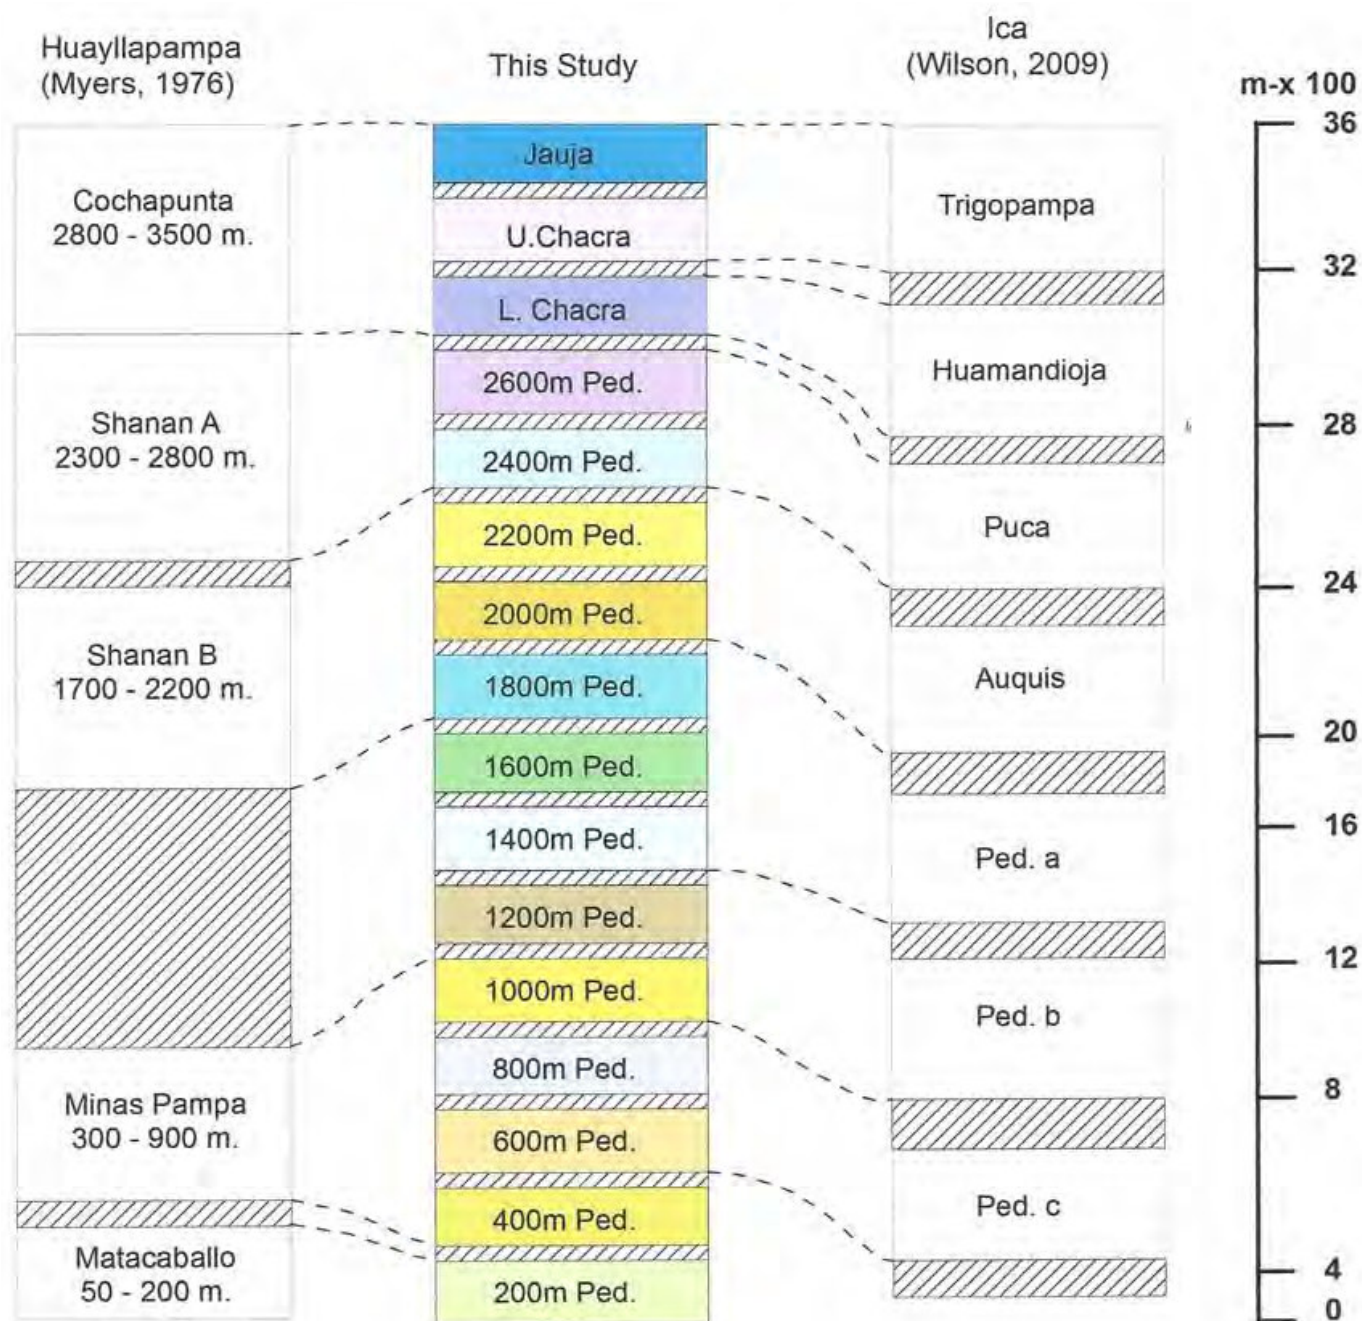 Huayllapampa
(Myers, 1976)
Cochapunta
2800 - 3500 m.
Shanan A
2300 - 2800 m.
Shanan B
1700 - 2200 m.
Minas Pampa
300 - 900 m.
Matacaballo
50 - 200 m.
This Study
Jauja
U.Chacra
L. Chacra
2600m Ped.
2400m Ped.
2200m Ped.
2000m Ped.
1800m Ped.
1600m Ped.
1400m Ped.
1200m Ped.
1000m Ped.
800m Ped.
600m Ped.
400m Ped.
200m Ped.
Ica
(Wilson, 2009)
Trigopampa
Huamandioja
Puca
Auquis
Ped. a
Ped. b
Ped. c
m-x 100
36
32
28
24
20
16
12
8
4
0